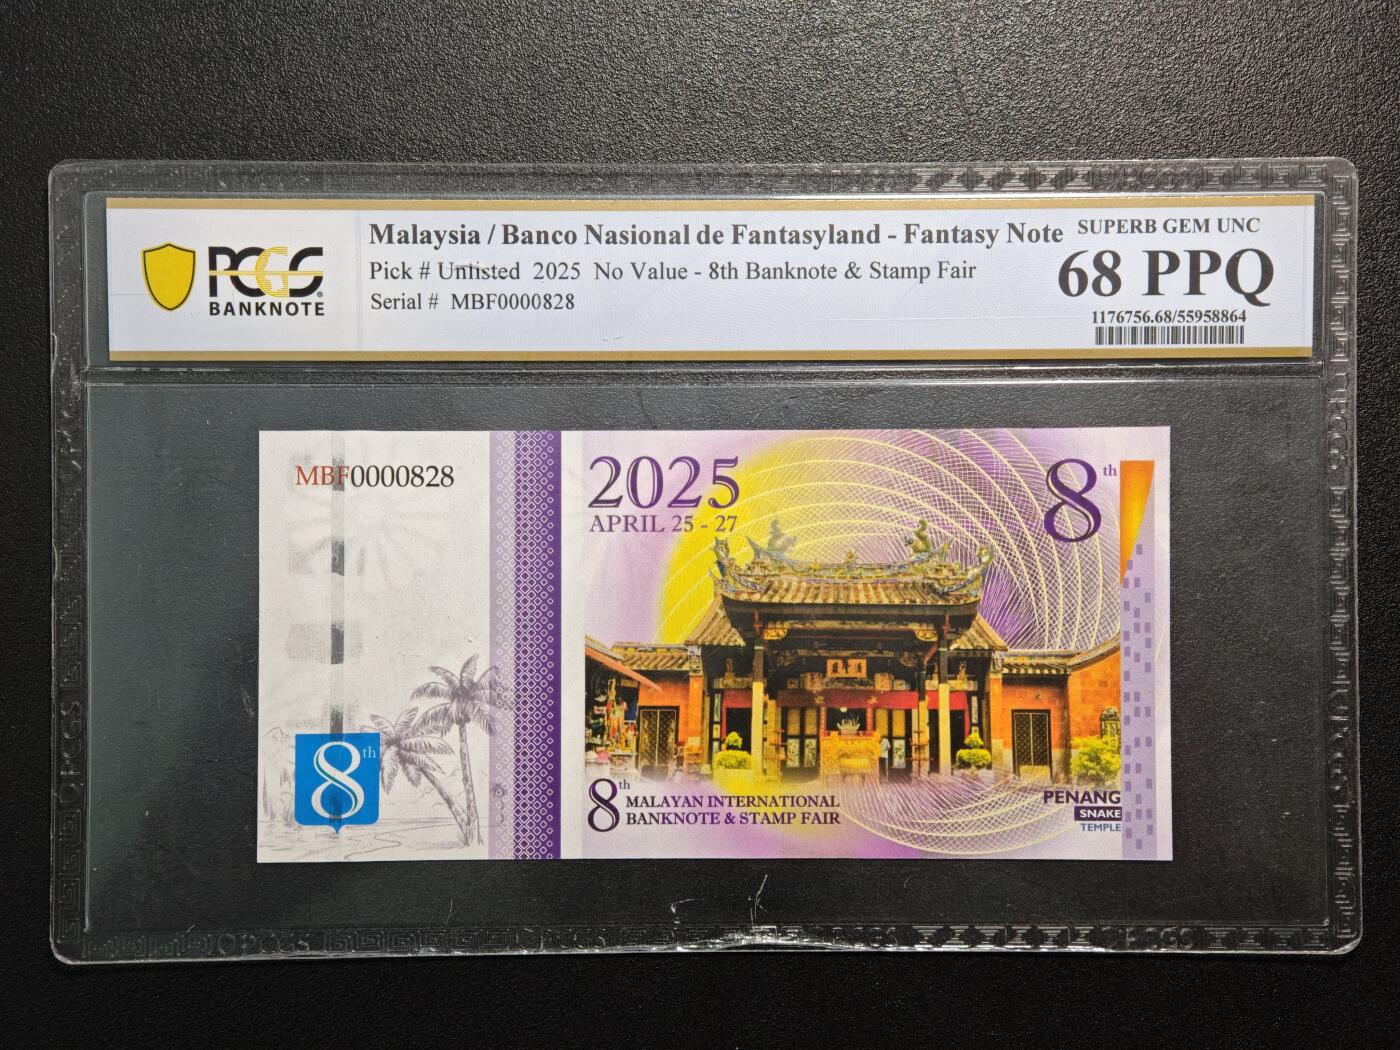 PCGS
BANKNOTE
Malaysia / Banco Nasional de Fantasyland - Fantasy Note
Pick # Unlisted 2025 No Value - 8th Banknote & Stamp Fair
Serial # MBF0000828
SUPERB GEM UNC
68 PPQ
1176756.68/55958864
MBF0000828
2025
APRIL 25 - 27
8th
8th
8th MALAYAN INTERNATIONAL
BANKNOTE & STAMP FAIR
PENANG
SNAKE
TEMPLE